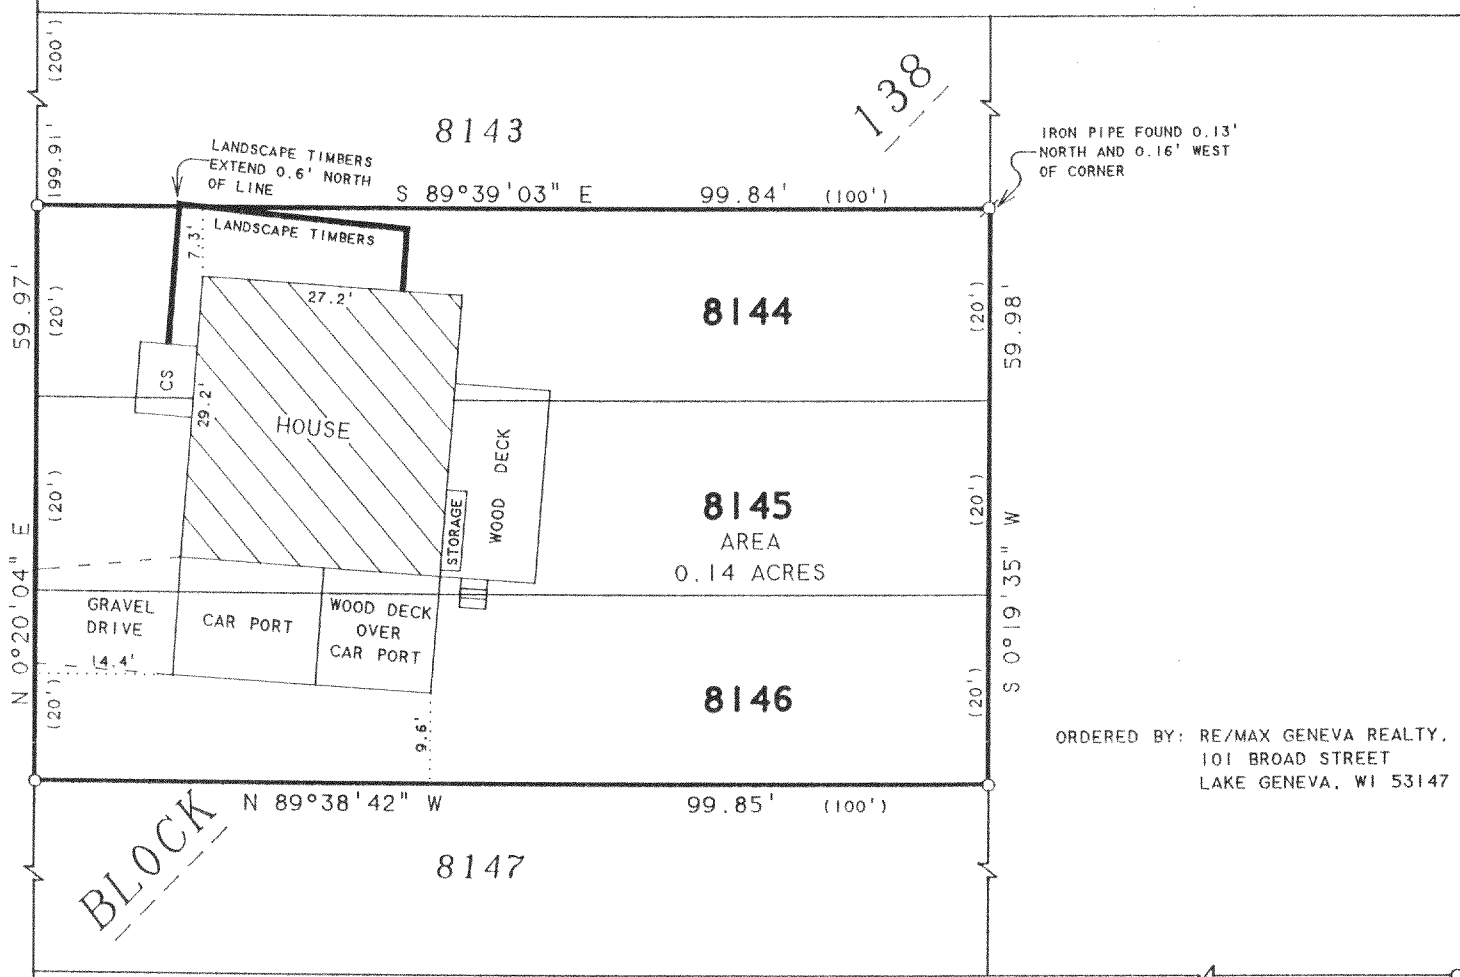 (200')
199.91'
138
8143
IRON PIPE FOUND 0.13'
NORTH AND 0.16' WEST
OF CORNER
LANDSCAPE TIMBERS
EXTEND 0.6' NORTH
OF LINE
S 89°39'03" E 99.84' (100')
LANDSCAPE TIMBERS
7.3'
27.2'
59.97'
(20')
8144
(20')
59.98'
CS
29.2'
HOUSE
WOOD DECK
STORAGE
(20')
8145
AREA
0.14 ACRES
(20')
N 0°20'04" E
S 0°19'35" W
GRAVEL
DRIVE
14.4'
CAR PORT
WOOD DECK
OVER
CAR PORT
(20')
8146
(20')
9.6'
ORDERED BY: RE/MAX GENEVA REALTY,
101 BROAD STREET
LAKE GENEVA, WI 53147
N 89°38'42" W 99.85' (100')
BLOCK
8147